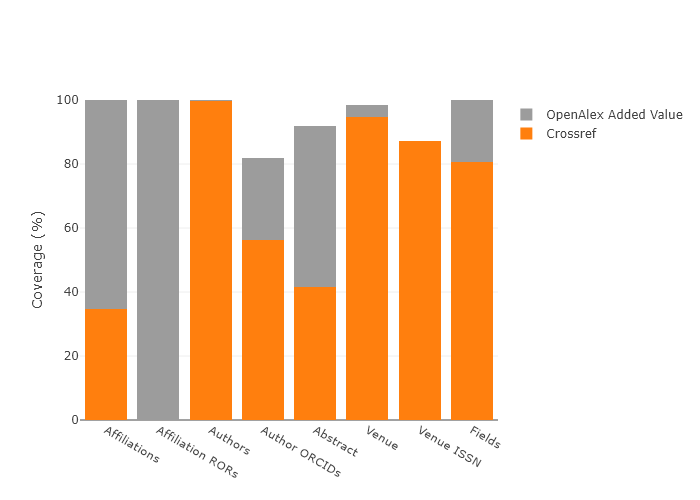 OpenAlex Added Value
Crossref
Coverage (%)
100
80
60
40
20
0
Affiliations
Affiliation RORs
Authors
Author ORCIDs
Abstract
Venue
Venue ISSN
Fields